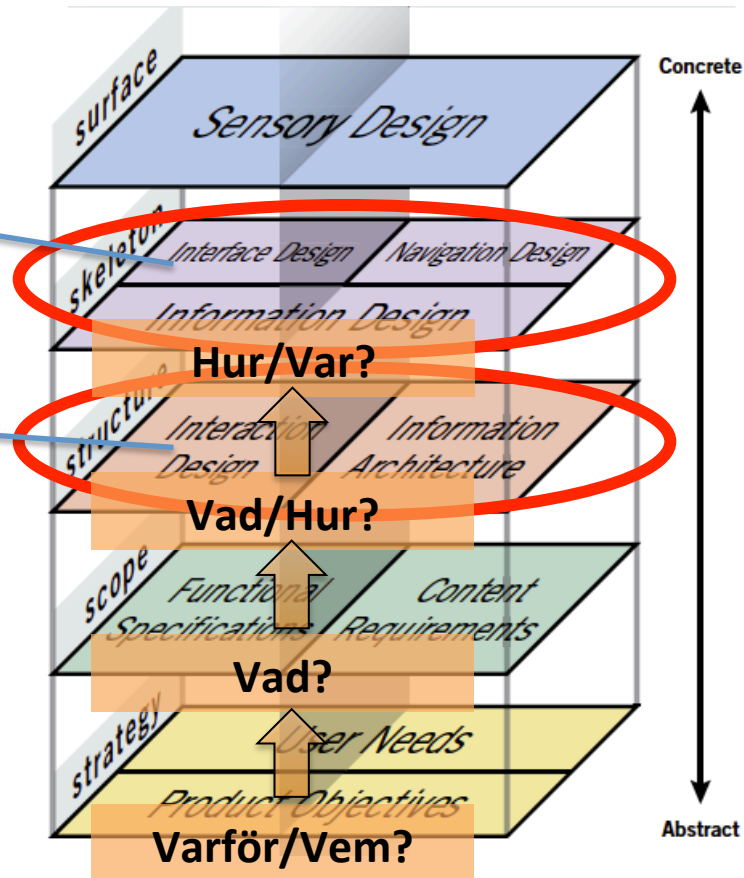 Concrete
surface
Sensory Design
skeleton
Interface Design
Navigation Design
Information Design
Hur/Var?
structure
Interaction
Design
Information
Architecture
Vad/Hur?
scope
Functional
Specifications
Content
Requirements
Vad?
strategy
User Needs
Product Objectives
Varför/Vem?
Abstract